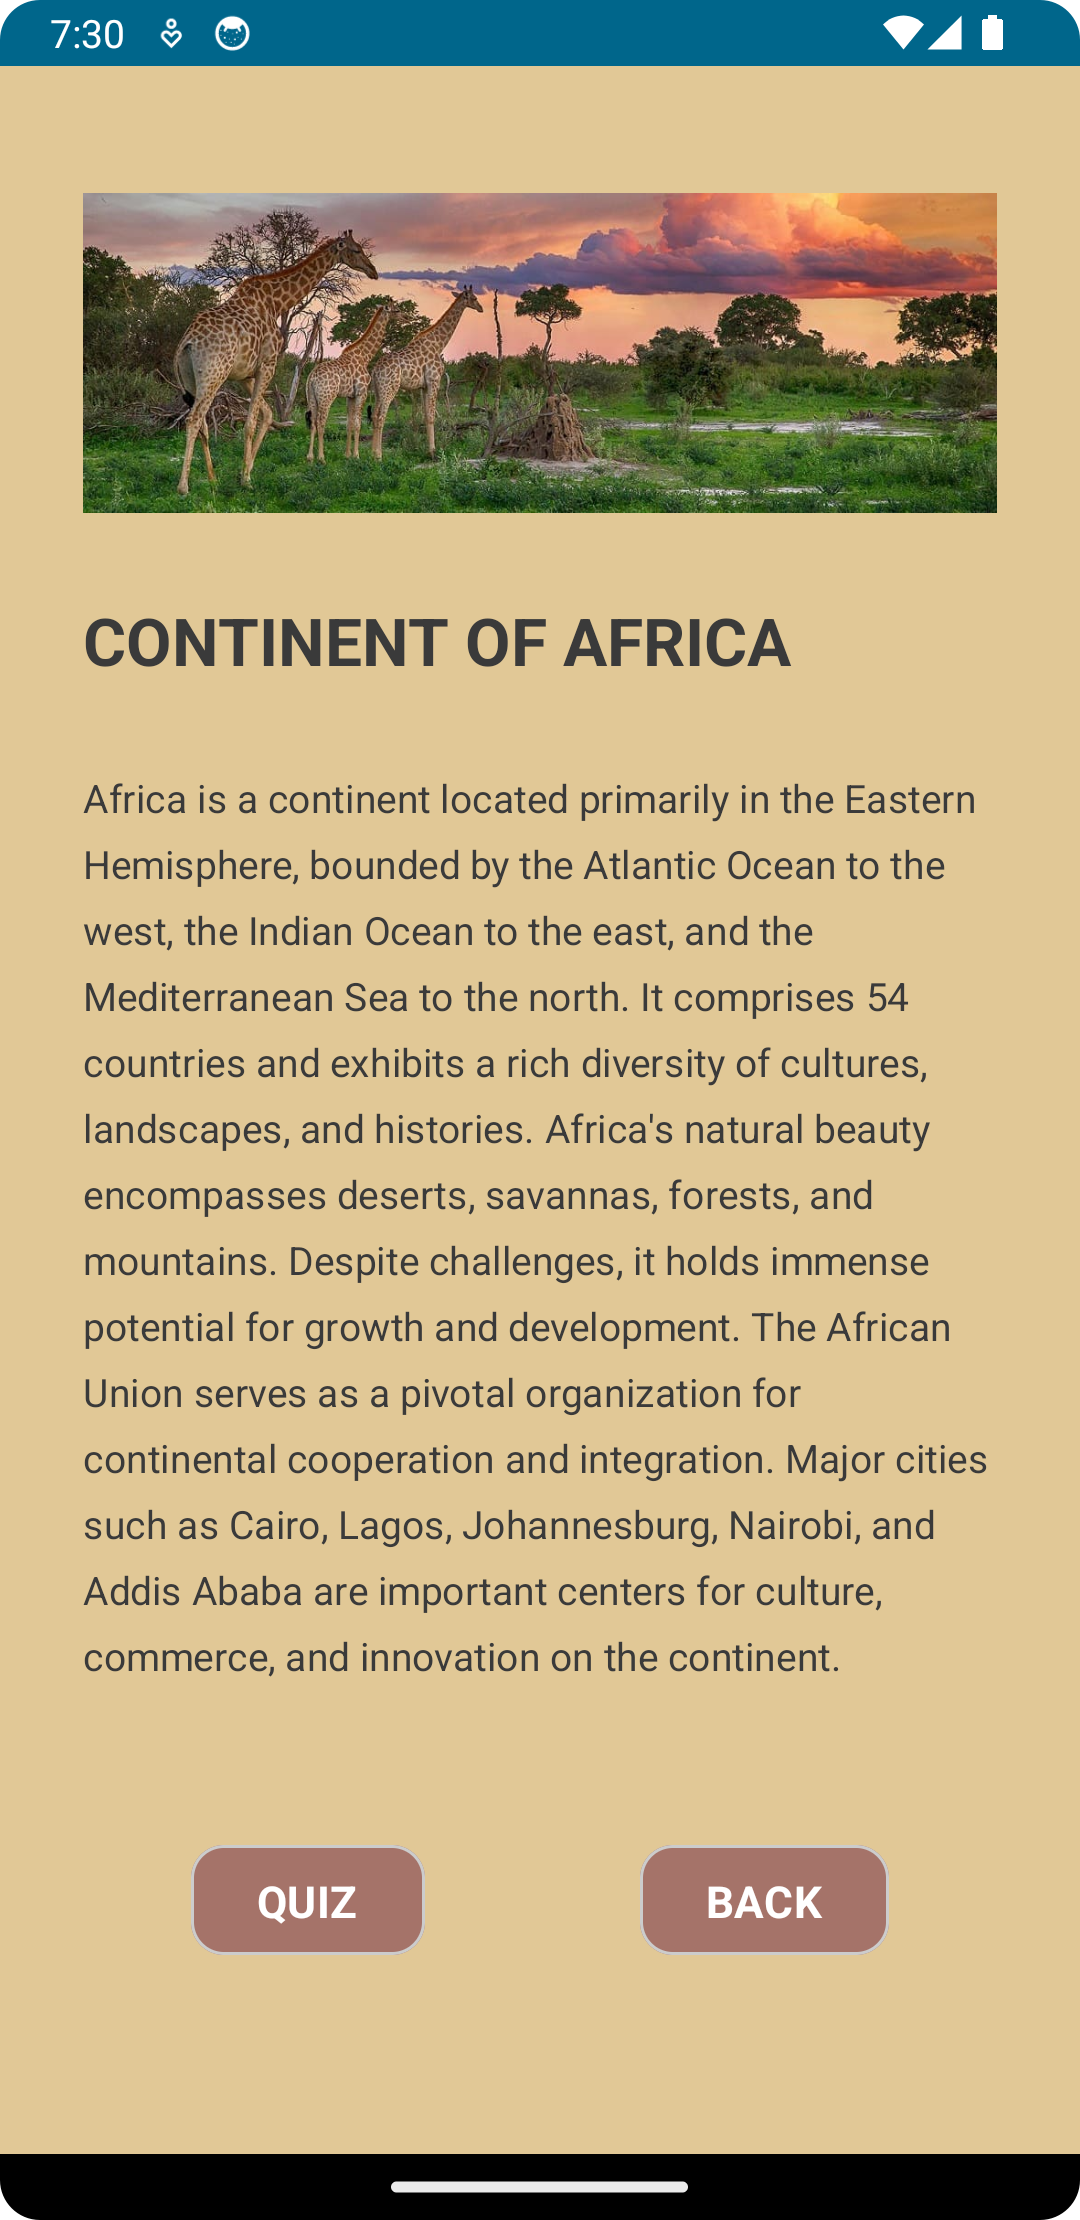 7:30
CONTINENT OF AFRICA
Africa is a continent located primarily in the Eastern
Hemisphere, bounded by the Atlantic Ocean to the
west, the Indian Ocean to the east, and the
Mediterranean Sea to the north. It comprises 54
countries and exhibits a rich diversity of cultures,
landscapes, and histories. Africa's natural beauty
encompasses deserts, savannas, forests, and
mountains. Despite challenges, it holds immense
potential for growth and development. The African
Union serves as a pivotal organization for
continental cooperation and integration. Major cities
such as Cairo, Lagos, Johannesburg, Nairobi, and
Addis Ababa are important centers for culture,
commerce, and innovation on the continent.
QUIZ
BACK